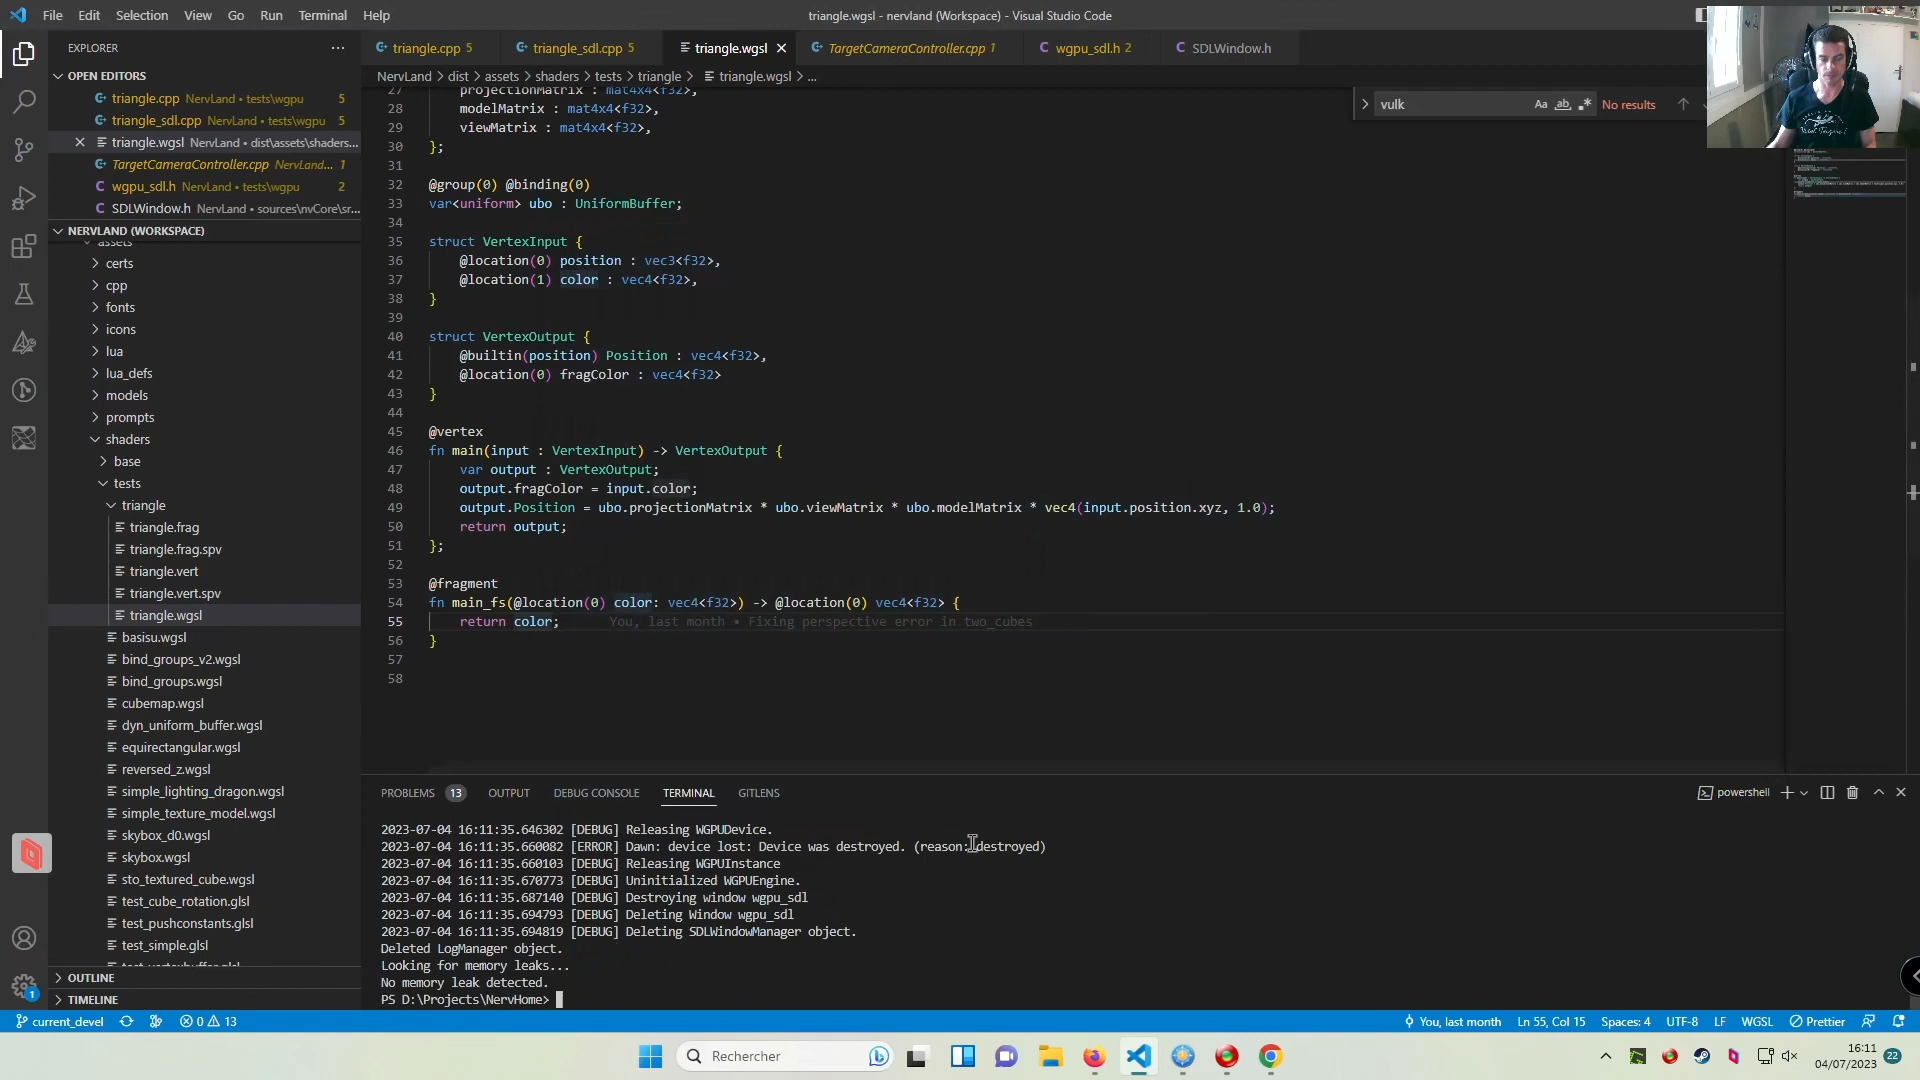 File Edit Selection View Go Run Terminal Help
triangle.wgsl - nervland (Workspace) - Visual Studio Code
EXPLORER
OPEN EDITORS
triangle.cpp NervLand • tests\wgpu 5
triangle_sdl.cpp NervLand • tests\wgpu 5
triangle.wgsl NervLand • dist\assets\shaders...
TargetCameraController.cpp NervLand... 1
wgpu_sdl.h NervLand • tests\wgpu 2
SDLWindow.h NervLand • sources\nvCore\sr...
NERVLAND (WORKSPACE)
assets
certs
cpp
fonts
icons
lua
lua_defs
models
prompts
shaders
base
tests
triangle
triangle.frag
triangle.frag.spv
triangle.vert
triangle.vert.spv
triangle.wgsl
basisu.wgsl
bind_groups_v2.wgsl
bind_groups.wgsl
cubemap.wgsl
dyn_uniform_buffer.wgsl
equirectangular.wgsl
reversed_z.wgsl
simple_lighting_dragon.wgsl
simple_texture_model.wgsl
skybox_d0.wgsl
skybox.wgsl
sto_textured_cube.wgsl
test_cube_rotation.glsl
test_pushconstants.glsl
test_simple.glsl
test_vertexbuffer.glsl
OUTLINE
TIMELINE
triangle.cpp 5 triangle_sdl.cpp 5 triangle.wgsl TargetCameraController.cpp 1 wgpu_sdl.h 2 SDLWindow.h
NervLand > dist > assets > shaders > tests > triangle > triangle.wgsl > ...
vulk Aa ab No results
27 projectionMatrix : mat4x4<f32>,
28 modelMatrix : mat4x4<f32>,
29 viewMatrix : mat4x4<f32>,
30 };
31
32 @group(0) @binding(0)
33 var<uniform> ubo : UniformBuffer;
34
35 struct VertexInput {
36 @location(0) position : vec3<f32>,
37 @location(1) color : vec4<f32>,
38 }
39
40 struct VertexOutput {
41 @builtin(position) Position : vec4<f32>,
42 @location(0) fragColor : vec4<f32>
43 }
44
45 @vertex
46 fn main(input : VertexInput) -> VertexOutput {
47 var output : VertexOutput;
48 output.fragColor = input.color;
49 output.Position = ubo.projectionMatrix * ubo.viewMatrix * ubo.modelMatrix * vec4(input.position.xyz, 1.0);
50 return output;
51 };
52
53 @fragment
54 fn main_fs(@location(0) color: vec4<f32>) -> @location(0) vec4<f32> {
55 return color; You, last month • Fixing perspective error in two_cubes
56 }
57
58
PROBLEMS 13 OUTPUT DEBUG CONSOLE TERMINAL GITLENS
powershell
2023-07-04 16:11:35.646302 [DEBUG] Releasing WGPUDevice.
2023-07-04 16:11:35.660082 [ERROR] Dawn: device lost: Device was destroyed. (reason: destroyed)
2023-07-04 16:11:35.660103 [DEBUG] Releasing WGPUInstance
2023-07-04 16:11:35.670773 [DEBUG] Uninitialized WGPUEngine.
2023-07-04 16:11:35.687140 [DEBUG] Destroying window wgpu_sdl
2023-07-04 16:11:35.694793 [DEBUG] Deleting Window wgpu_sdl
2023-07-04 16:11:35.694819 [DEBUG] Deleting SDLWindowManager object.
Deleted LogManager object.
Looking for memory leaks...
No memory leak detected.
PS D:\Projects\NervHome>
1
current_devel 0 13
You, last month Ln 55, Col 15 Spaces: 4 UTF-8 LF WGSL Prettier
Rechercher
16:11
04/07/2023
22